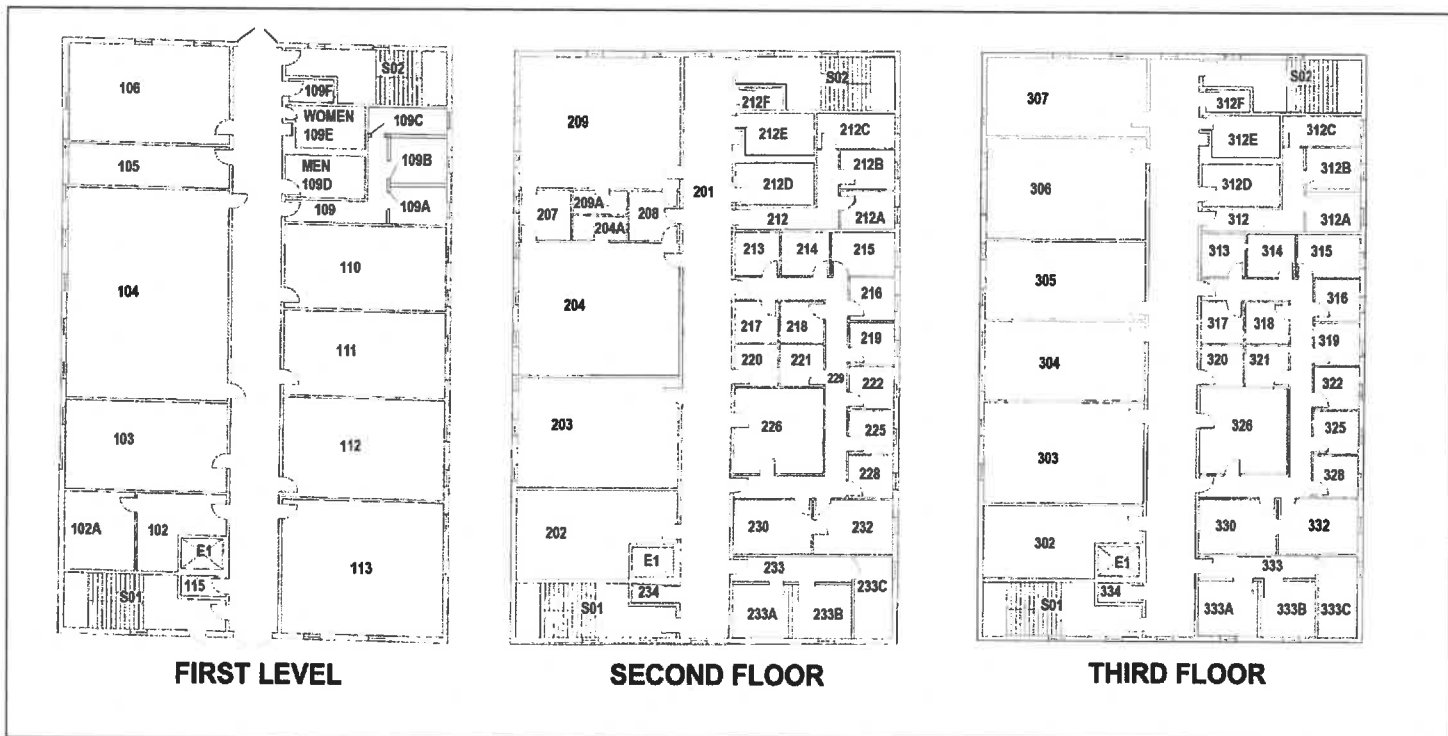 106
S02
109F
WOMEN
109E
109C
105
MEN
109D
109B
109
109A
104
110
111
103
112
102A
102
E1
113
115
S01
FIRST LEVEL
209
S02
212F
212E
212C
212B
201
212D
207
209A
208
204A
212
212A
213
214
215
204
216
217
218
219
220
221
229
222
203
226
225
228
202
230
232
E1
233
234
233C
S01
233A
233B
SECOND FLOOR
307
S02
312F
312E
312C
312B
306
312D
312
312A
313
314
315
305
316
317
318
319
320
321
304
322
326
325
303
328
302
330
332
E1
333
334
S01
333A
333B
333C
THIRD FLOOR